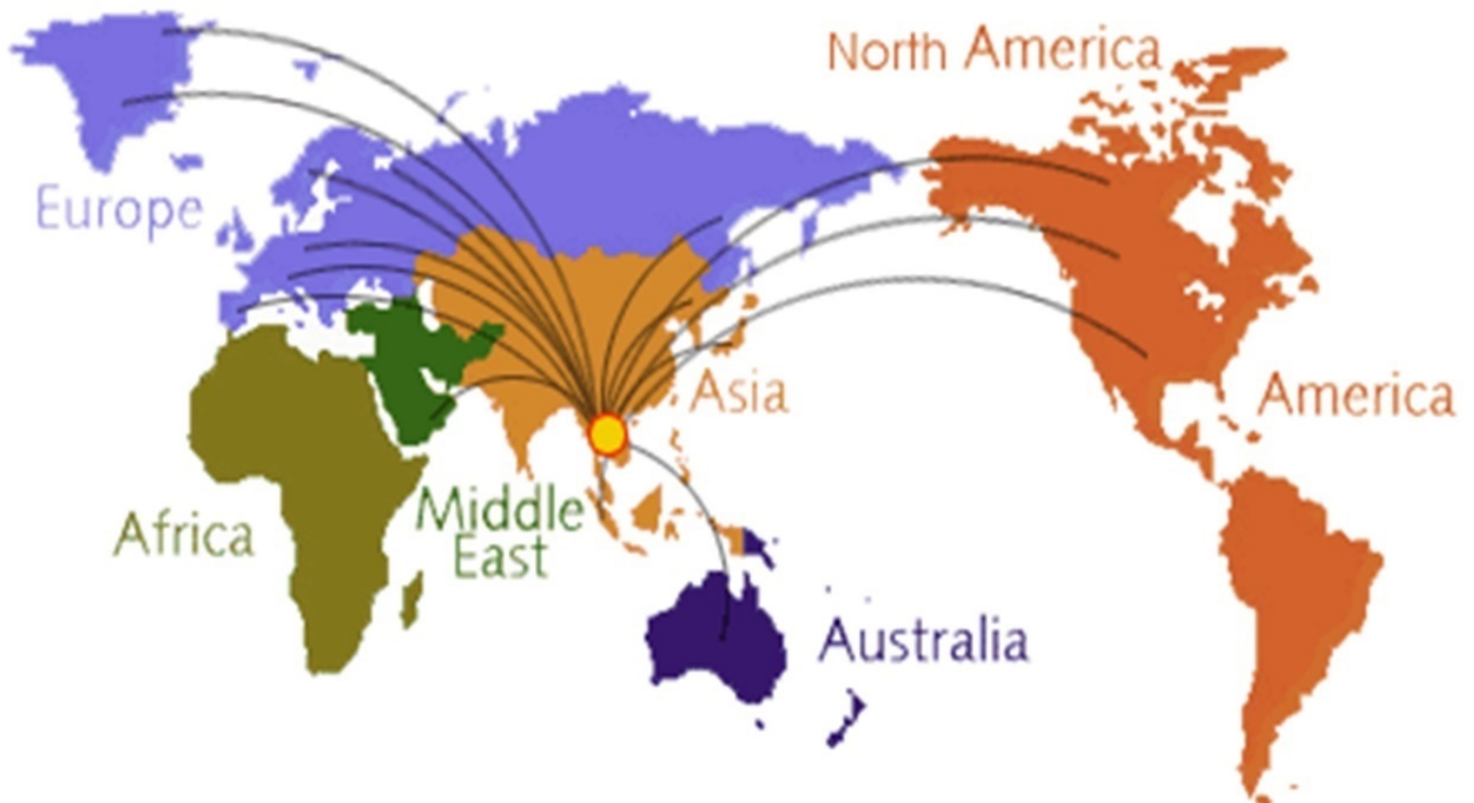 North America
Europe
Asia
America
Africa
Middle
East
Australia